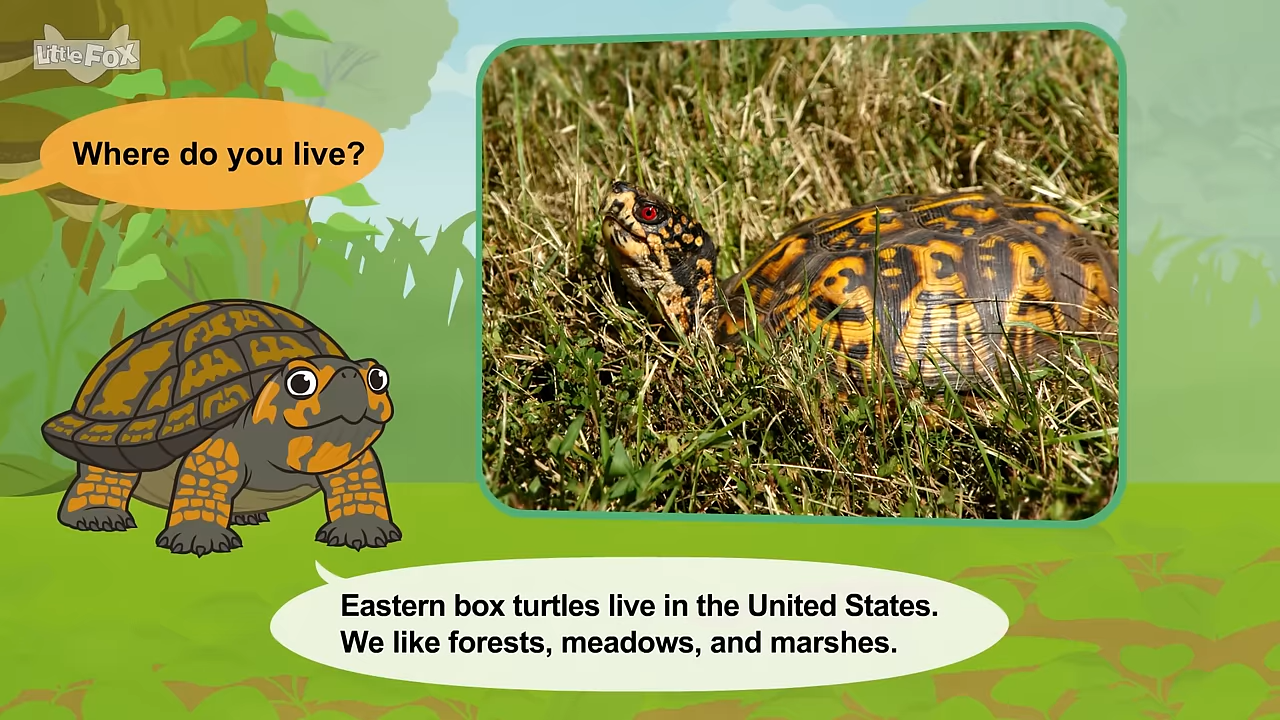 Little Fox
Where do you live?
Eastern box turtles live in the United States.
We like forests, meadows, and marshes.